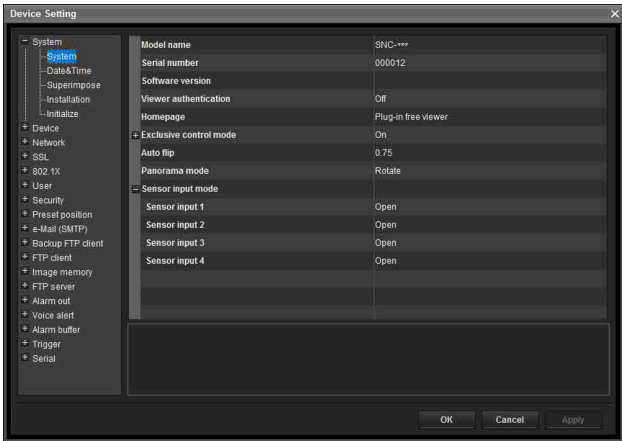 Device Setting
System
System
Date&Time
Superimpose
Installation
Initialize
Device
Network
SSL
802.1X
User
Security
Preset position
e-Mail (SMTP)
Backup FTP client
FTP client
Image memory
FTP server
Alarm out
Voice alert
Alarm buffer
Trigger
Serial
Model name SNC-***
Serial number 000012
Software version
Viewer authentication Off
Homepage Plug-in free viewer
Exclusive control mode On
Auto flip 0.75
Panorama mode Rotate
Sensor input mode
Sensor input 1 Open
Sensor input 2 Open
Sensor input 3 Open
Sensor input 4 Open
OK Cancel Apply